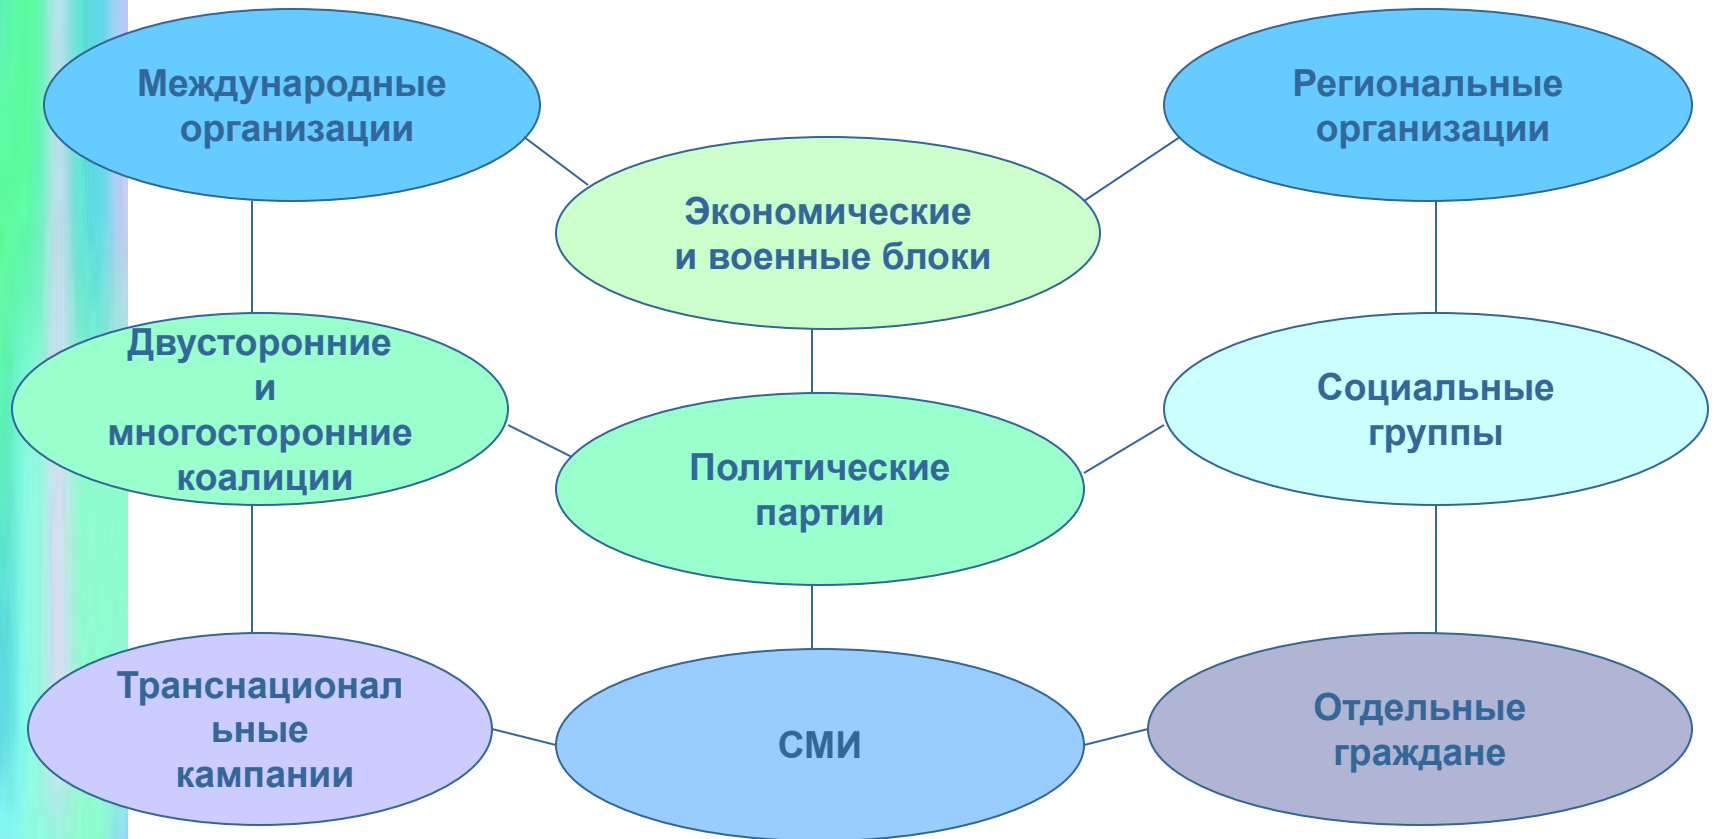 Международные
организации
Региональные
организации
Экономические
и военные блоки
Двусторонние
и
многосторонние
коалиции
Социальные
группы
Политические
партии
Транснационал
ьные
кампании
СМИ
Отдельные
граждане